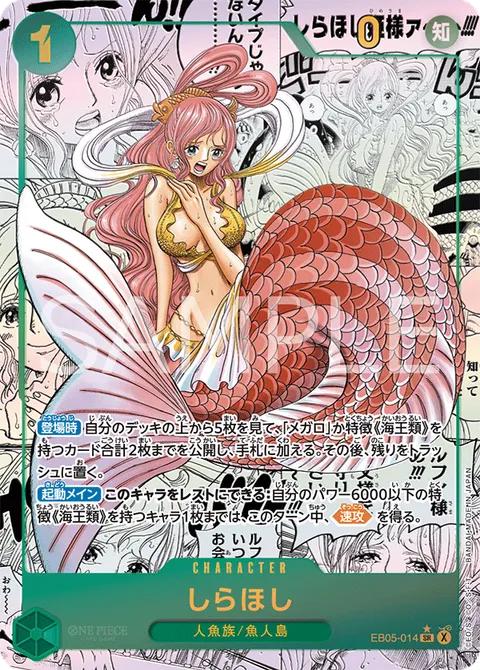 1
タイプじゃ
ないん
しらほし姫様ア
0
知
SAMPLE
知って
登場時 自分のデッキの上から5枚を見て、「メガロ」か特徴《海王類》を
持つカード合計2枚までを公開し、手札に加える。その後、残りをトラッ
シュに置く。
起動メイン このキャラをレストにできる:自分のパワー6000以下の特
徴《海王類》を持つキャラ1枚までは、このターン中、速攻を得る。
CHARACTER
しらほし
人魚族/魚人島
ONE PIECE
CARD GAME
EB05-014 SR